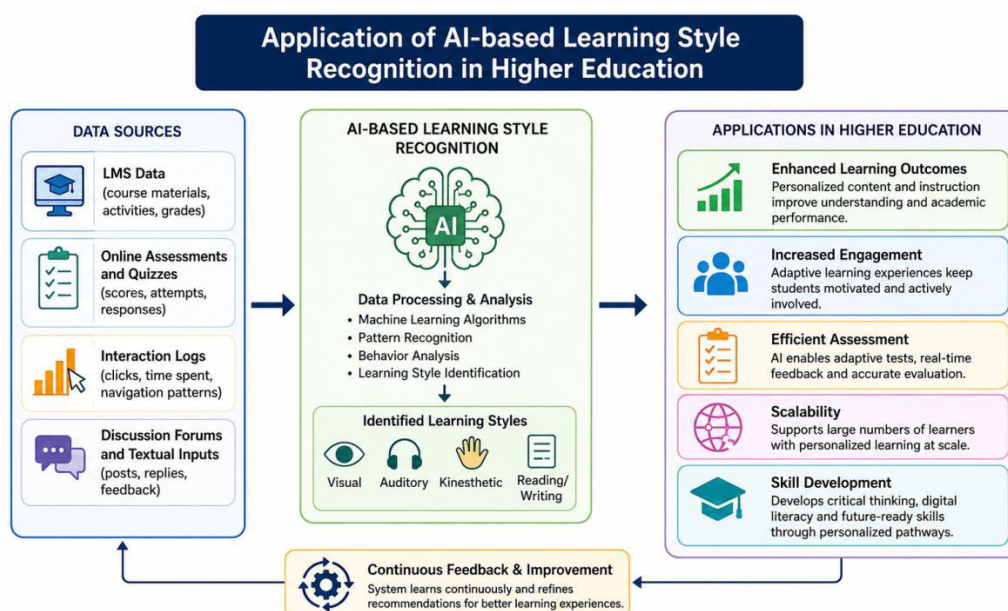 Application of AI-based Learning Style
Recognition in Higher Education
DATA SOURCES
LMS Data
(course materials,
activities, grades)
Online Assessments
and Quizzes
(scores, attempts,
responses)
Interaction Logs
(clicks, time spent,
navigation patterns)
Discussion Forums
and Textual Inputs
(posts, replies,
feedback)
AI-BASED LEARNING STYLE
RECOGNITION
AI
Data Processing & Analysis
• Machine Learning Algorithms
• Pattern Recognition
• Behavior Analysis
• Learning Style Identification
Identified Learning Styles
Visual
Auditory
Kinesthetic
Reading/
Writing
APPLICATIONS IN HIGHER EDUCATION
Enhanced Learning Outcomes
Personalized content and instruction
improve understanding and academic
performance.
Increased Engagement
Adaptive learning experiences keep
students motivated and actively
involved.
Efficient Assessment
AI enables adaptive tests, real-time
feedback and accurate evaluation.
Scalability
Supports large numbers of learners
with personalized learning at scale.
Skill Development
Develops critical thinking, digital
literacy and future-ready skills
through personalized pathways.
Continuous Feedback & Improvement
System learns continuously and refines
recommendations for better learning experiences.